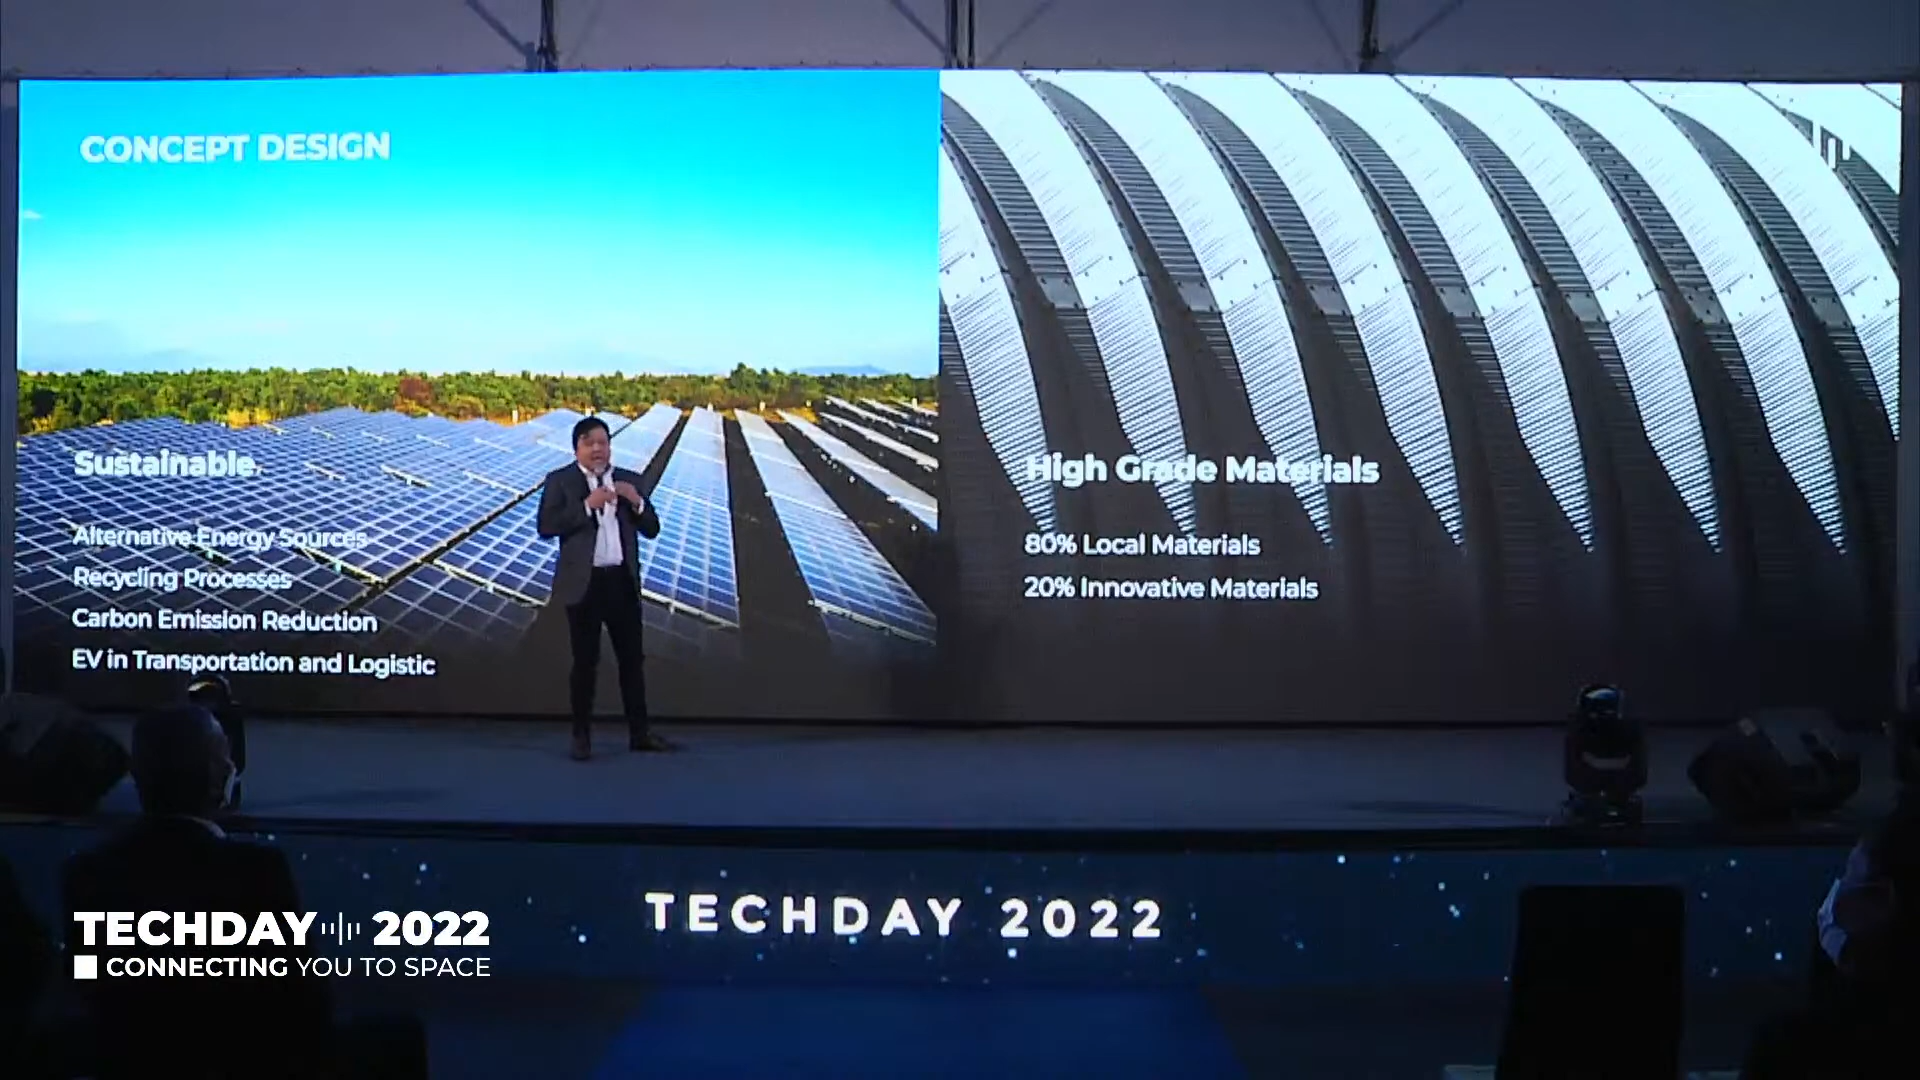 CONCEPT DESIGN
Sustainable
Alternative Energy Sources
Recycling Processes
Carbon Emission Reduction
EV in Transportation and Logistic
High Grade Materials
80% Local Materials
20% Innovative Materials
TECHDAY 2022
TECHDAY 2022
CONNECTING YOU TO SPACE